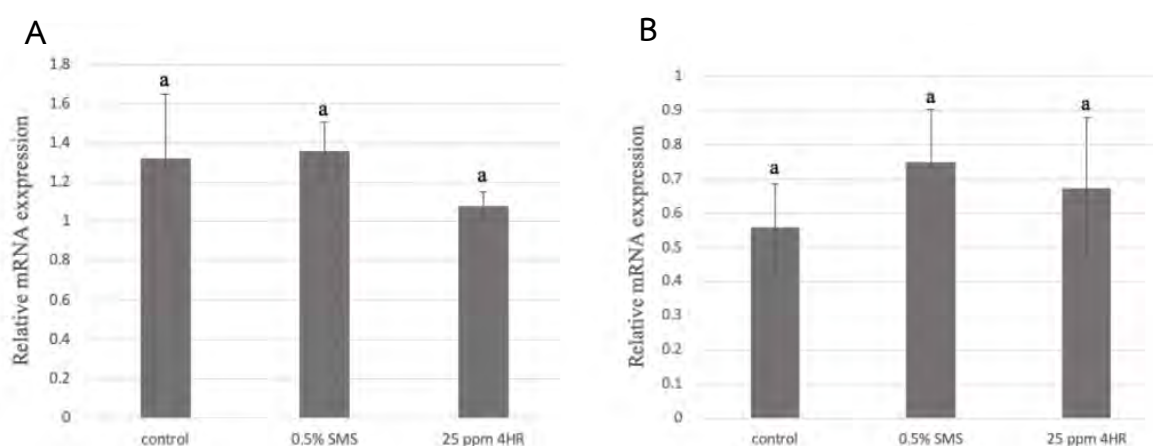 A
Relative mRNA exxpression
1.8
1.6
1.4
1.2
1
0.8
0.6
0.4
0.2
0
a
a
a
control
0.5% SMS
25 ppm 4HR
B
Relative mRNA exxpression
1
0.9
0.8
0.7
0.6
0.5
0.4
0.3
0.2
0.1
0
a
a
a
control
0.5% SMS
25 ppm 4HR